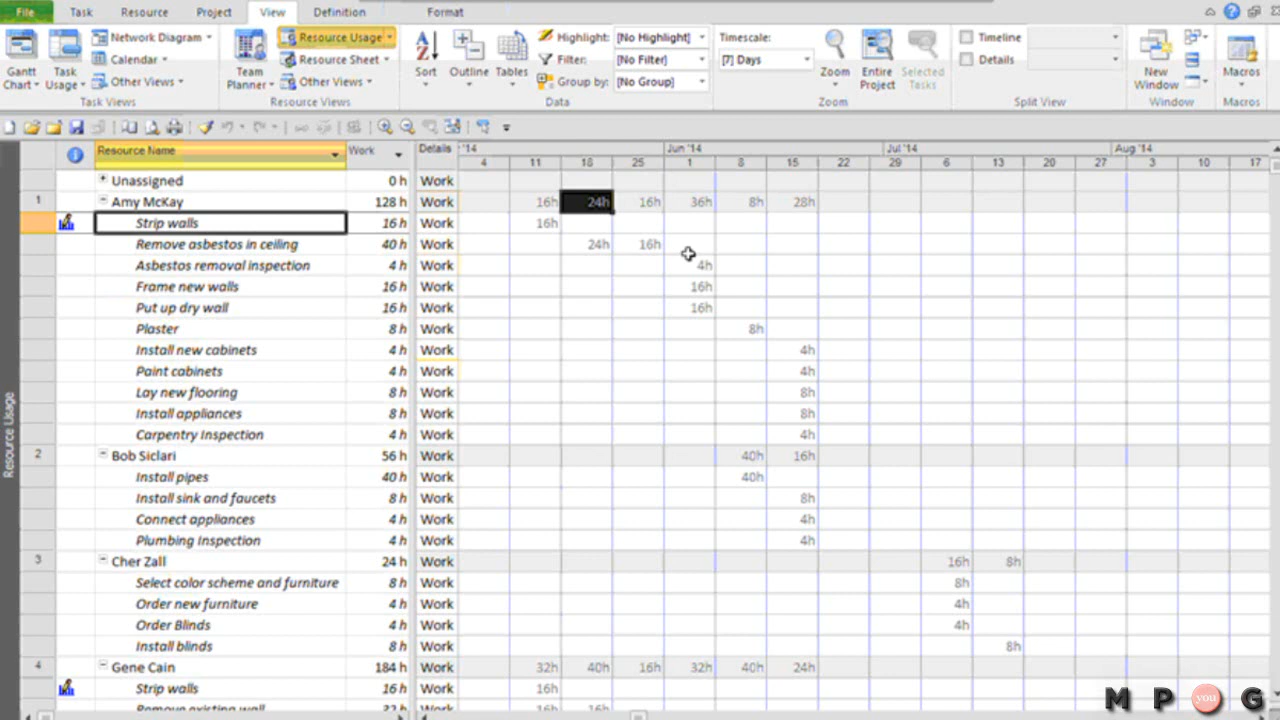 File Task Resource Project View Definition Format
Network Diagram Resource Usage Highlight: [No Highlight] Timescale: Timeline
Calendar Resource Sheet Filter: [No Filter] [7] Days Details
Other Views Other Views Group by: [No Group]
Gantt Chart Task Usage Team Planner Sort Outline Tables Zoom Entire Project Selected Tasks New Window Macros
Task Views Resource Views Data Zoom Split View Window Macros
Resource Name Work Details '14 Jun '14 Jul '14 Aug '14
4 11 18 25 1 8 15 22 29 6 13 20 27 3 10 17
Unassigned 0 h Work
1 Amy McKay 128 h Work 16h 24h 16h 36h 8h 28h
Strip walls 16 h Work 16h
Remove asbestos in ceiling 40 h Work 24h 16h
Asbestos removal inspection 4 h Work 4h
Frame new walls 16 h Work 16h
Put up dry wall 16 h Work 16h
Plaster 8 h Work 8h
Install new cabinets 4 h Work 4h
Paint cabinets 4 h Work 4h
Lay new flooring 8 h Work 8h
Install appliances 8 h Work 8h
Carpentry Inspection 4 h Work 4h
2 Bob Siclari 56 h Work 40h 16h
Install pipes 40 h Work 40h
Install sink and faucets 8 h Work 8h
Connect appliances 4 h Work 4h
Plumbing Inspection 4 h Work 4h
3 Cher Zall 24 h Work 16h 8h
Select color scheme and furniture 8 h Work 8h
Order new furniture 4 h Work 4h
Order Blinds 4 h Work 4h
Install blinds 8 h Work 8h
4 Gene Cain 184 h Work 32h 40h 16h 32h 40h 24h
Strip walls 16 h Work 16h
Remove existing wall 32 h Work 16h 16h
Resource Usage
M P you G